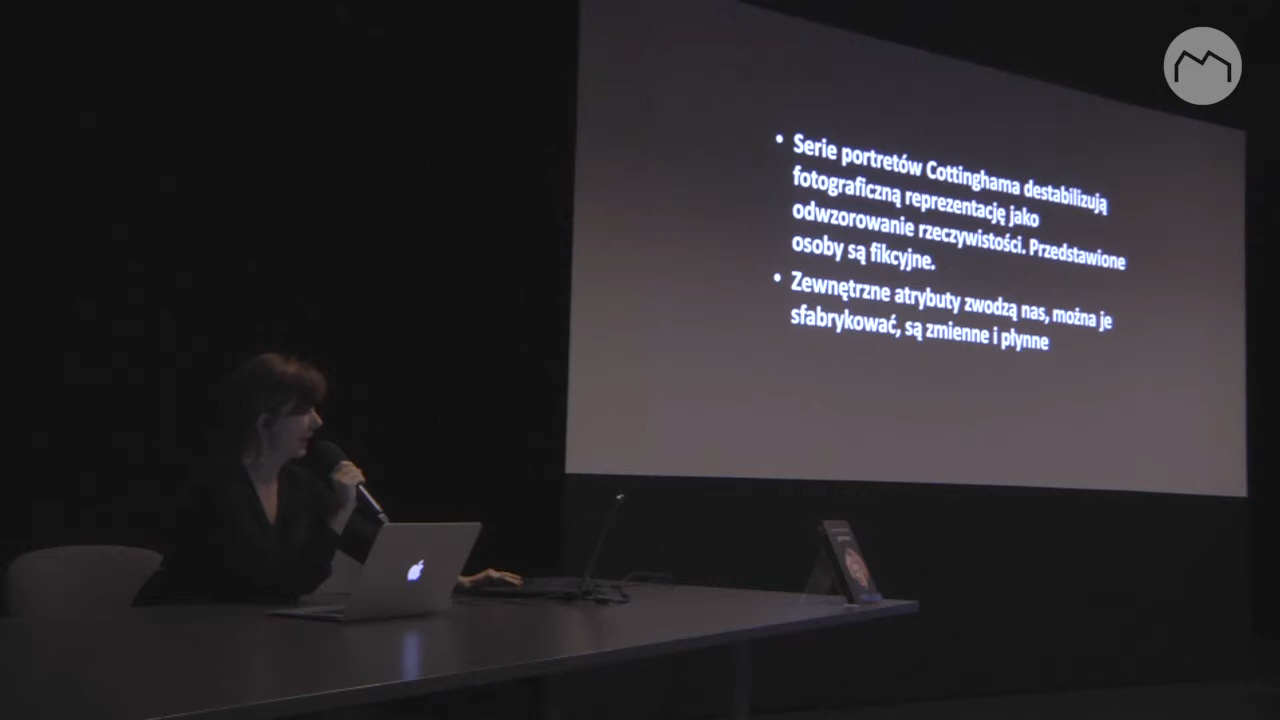 • Serie portretów Cottinghama destabilizują
fotograficzną reprezentację jako
odwzorowanie rzeczywistości. Przedstawione
osoby są fikcyjne.
• Zewnętrzne atrybuty zwodzą nas, można je
sfabrykować, są zmienne i płynne